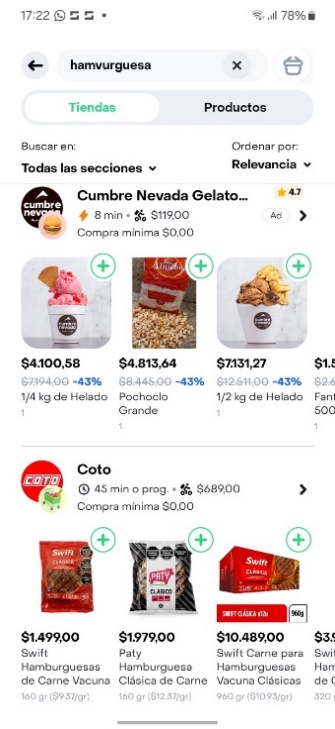 17:22
78%
hamvurguesa
Tiendas
Productos
Buscar en:
Todas las secciones
Ordenar por:
Relevancia
cumbre nevada
Cumbre Nevada Gelato...
4.7
8 min • $119,00
Ad
Compra mínima $0,00
$4.100,58
$7.194,00 -43%
1/4 kg de Helado
1
$4.813,64
$8.445,00 -43%
Pochoclo
Grande
1
$7.131,27
$12.511,00 -43%
1/2 kg de Helado
1
$1.5
$2.6
Fant
500
1
COTO
Coto
45 min o prog. • $689,00
Compra mínima $0,00
Swift
CLÁSICA
$1.499,00
Swift
Hamburguesas
de Carne Vacuna
160 gr ($9.37/gr)
PATY
CLÁSICO
$1.979,00
Paty
Hamburguesa
Clásica de Carne
160 gr ($12.37/gr)
Swift
CLÁSICA
SWIFT CLÁSICA x12u
960g
$10.489,00
Swift Carne para
Hamburguesas
Vacuna Clásicas
960 gr ($10.93/gr)
$3.9
Swif
Ham
de C
320